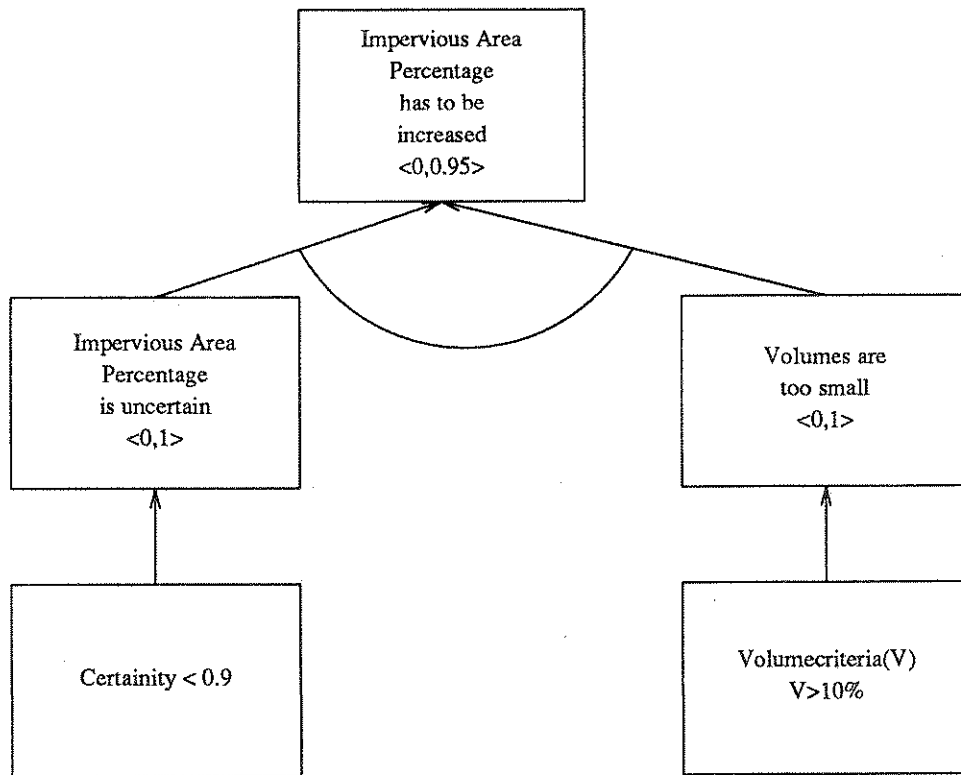 Impervious Area
Percentage
has to be
increased
<0,0.95>
Impervious Area
Percentage
is uncertain
<0,1>
Volumes are
too small
<0,1>
Certainity < 0.9
Volumecriteria(V)
V>10%